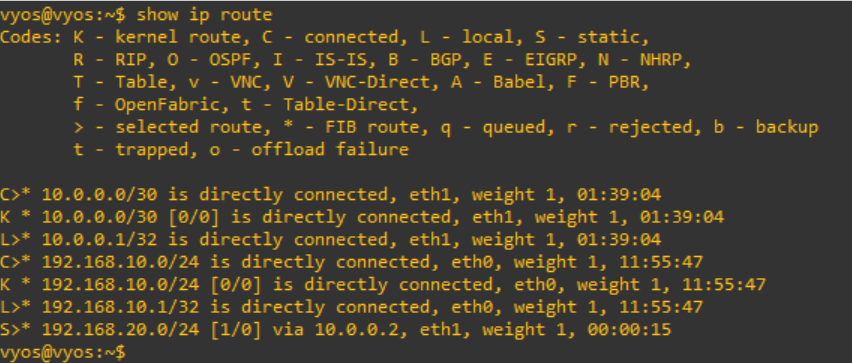 vyos@vyos:~$ show ip route
Codes: K - kernel route, C - connected, L - local, S - static,
       R - RIP, O - OSPF, I - IS-IS, B - BGP, E - EIGRP, N - NHRP,
       T - Table, v - VNC, V - VNC-Direct, A - Babel, F - PBR,
       f - OpenFabric, t - Table-Direct,
       > - selected route, * - FIB route, q - queued, r - rejected, b - backup
       t - trapped, o - offload failure

C>* 10.0.0.0/30 is directly connected, eth1, weight 1, 01:39:04
K * 10.0.0.0/30 [0/0] is directly connected, eth1, weight 1, 01:39:04
L>* 10.0.0.1/32 is directly connected, eth1, weight 1, 01:39:04
C>* 192.168.10.0/24 is directly connected, eth0, weight 1, 11:55:47
K * 192.168.10.0/24 [0/0] is directly connected, eth0, weight 1, 11:55:47
L>* 192.168.10.1/32 is directly connected, eth0, weight 1, 11:55:47
S>* 192.168.20.0/24 [1/0] via 10.0.0.2, eth1, weight 1, 00:00:15
vyos@vyos:~$